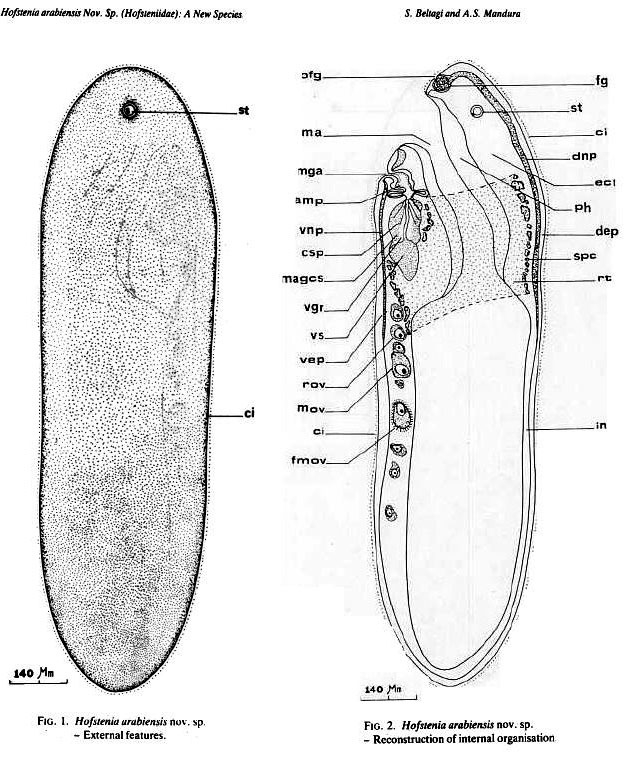 Hofstenia arabiensis Nov. Sp. (Hofsteniidae): A New Species
S. Beltagi and A.S. Mandura
st
ci
140 Mm
FIG. 1. Hofstenia arabiensis nov. sp.
– External features.
ofg
ma
mga
amp
vnp
csp
magcs
vgr
vs
vep
rov
mov
ci
fmov
fg
st
ci
dnp
ect
ph
dep
spc
rt
in
140 Mm
FIG. 2. Hofstenia arabiensis nov. sp.
– Reconstruction of internal organisation